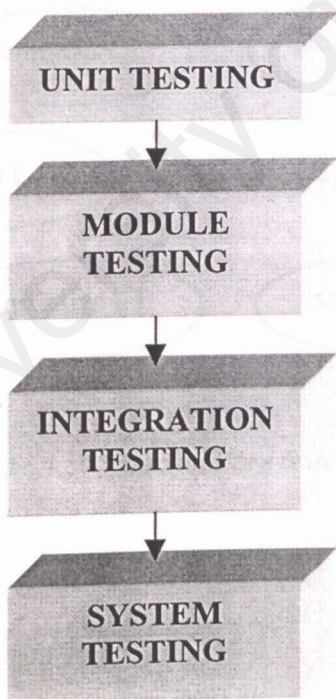 UNIT TESTING
MODULE
TESTING
INTEGRATION
TESTING
SYSTEM
TESTING